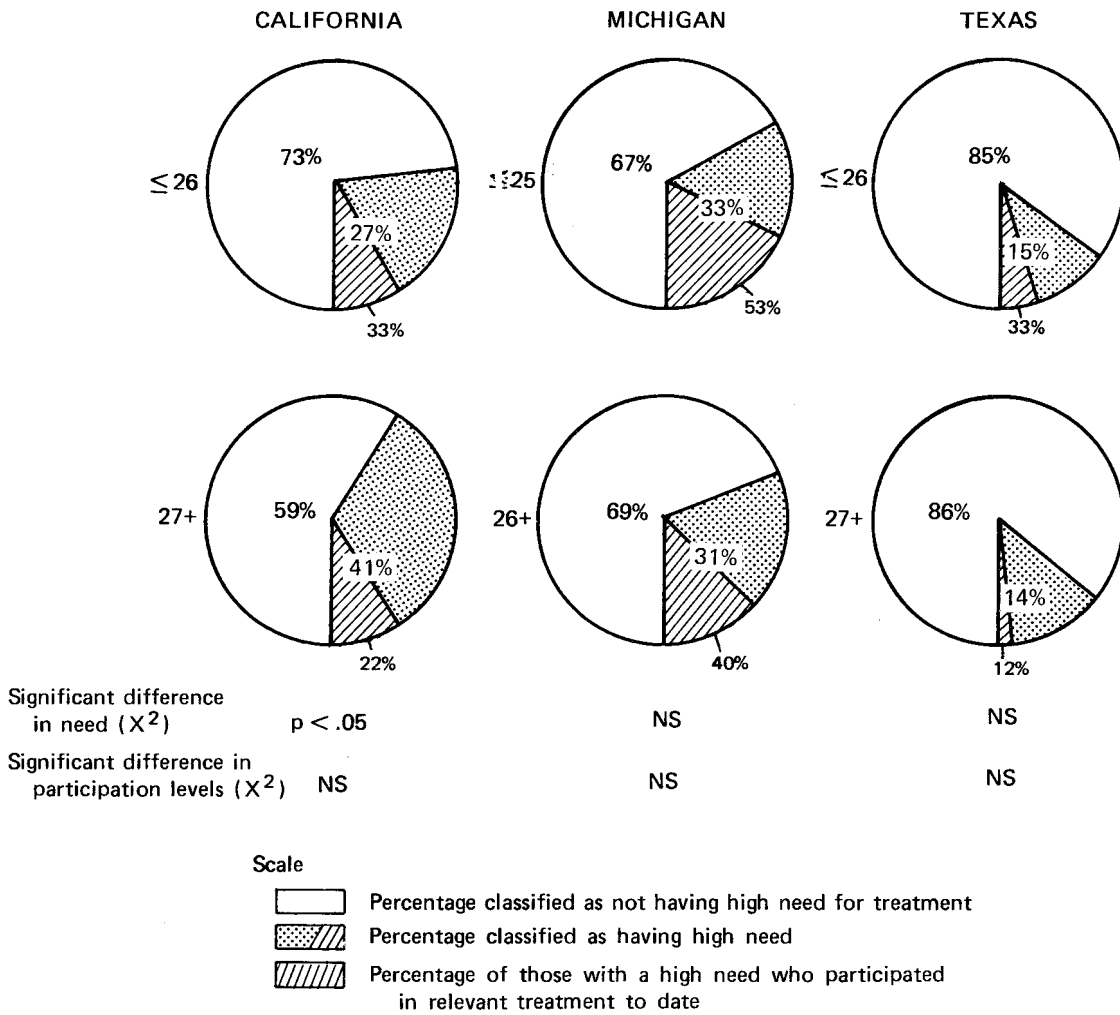 CALIFORNIA MICHIGAN TEXAS
≤ 26 73% 27% 33%
25 67% 33% 53%
≤ 26 85% 15% 33%
27+ 59% 41% 22%
26+ 69% 31% 40%
27+ 86% 14% 12%
Significant difference
in need (X²) p < .05 NS NS
Significant difference in
participation levels (X²) NS NS NS
Scale
Percentage classified as not having high need for treatment
Percentage classified as having high need
Percentage of those with a high need who participated
in relevant treatment to date